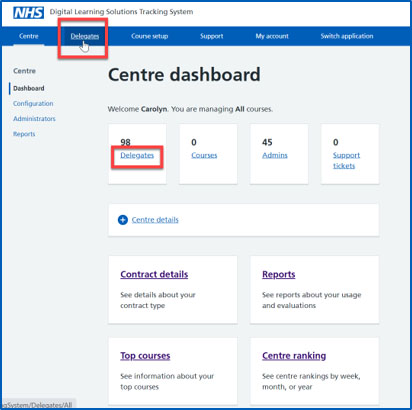 NHS Digital Learning Solutions Tracking System
Centre Delegates Course setup Support My account Switch application
Centre
Dashboard
Configuration
Administrators
Reports
Centre dashboard
Welcome Carolyn. You are managing All courses.
98
Delegates
0
Courses
45
Admins
0
Support
tickets
Centre details
Contract details
See details about your
contract type
Reports
See reports about your usage
and evaluations
Top courses
See information about your
top courses
Centre ranking
See centre rankings by week,
month, or year
gSystem/Delegates/All